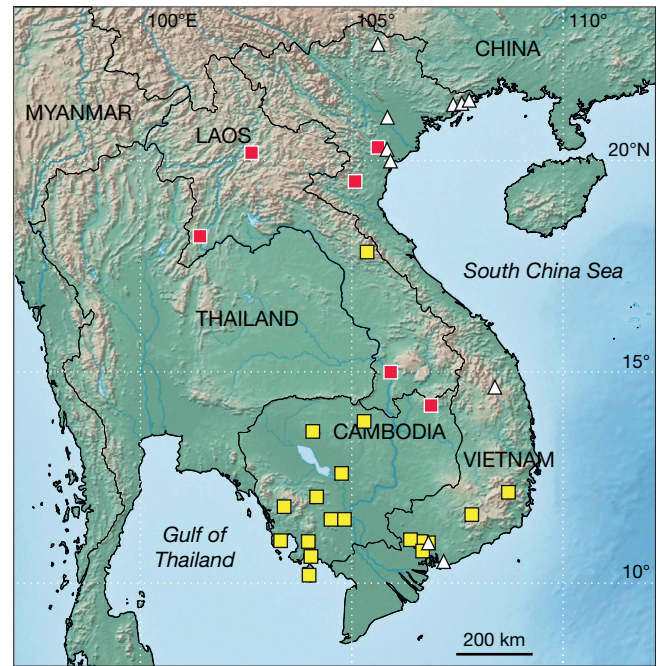 100°E 105° 110°
CHINA
MYANMAR
LAOS
20°N
South China Sea
THAILAND
15°
CAMBODIA
VIETNAM
Gulf of
Thailand
10°
200 km